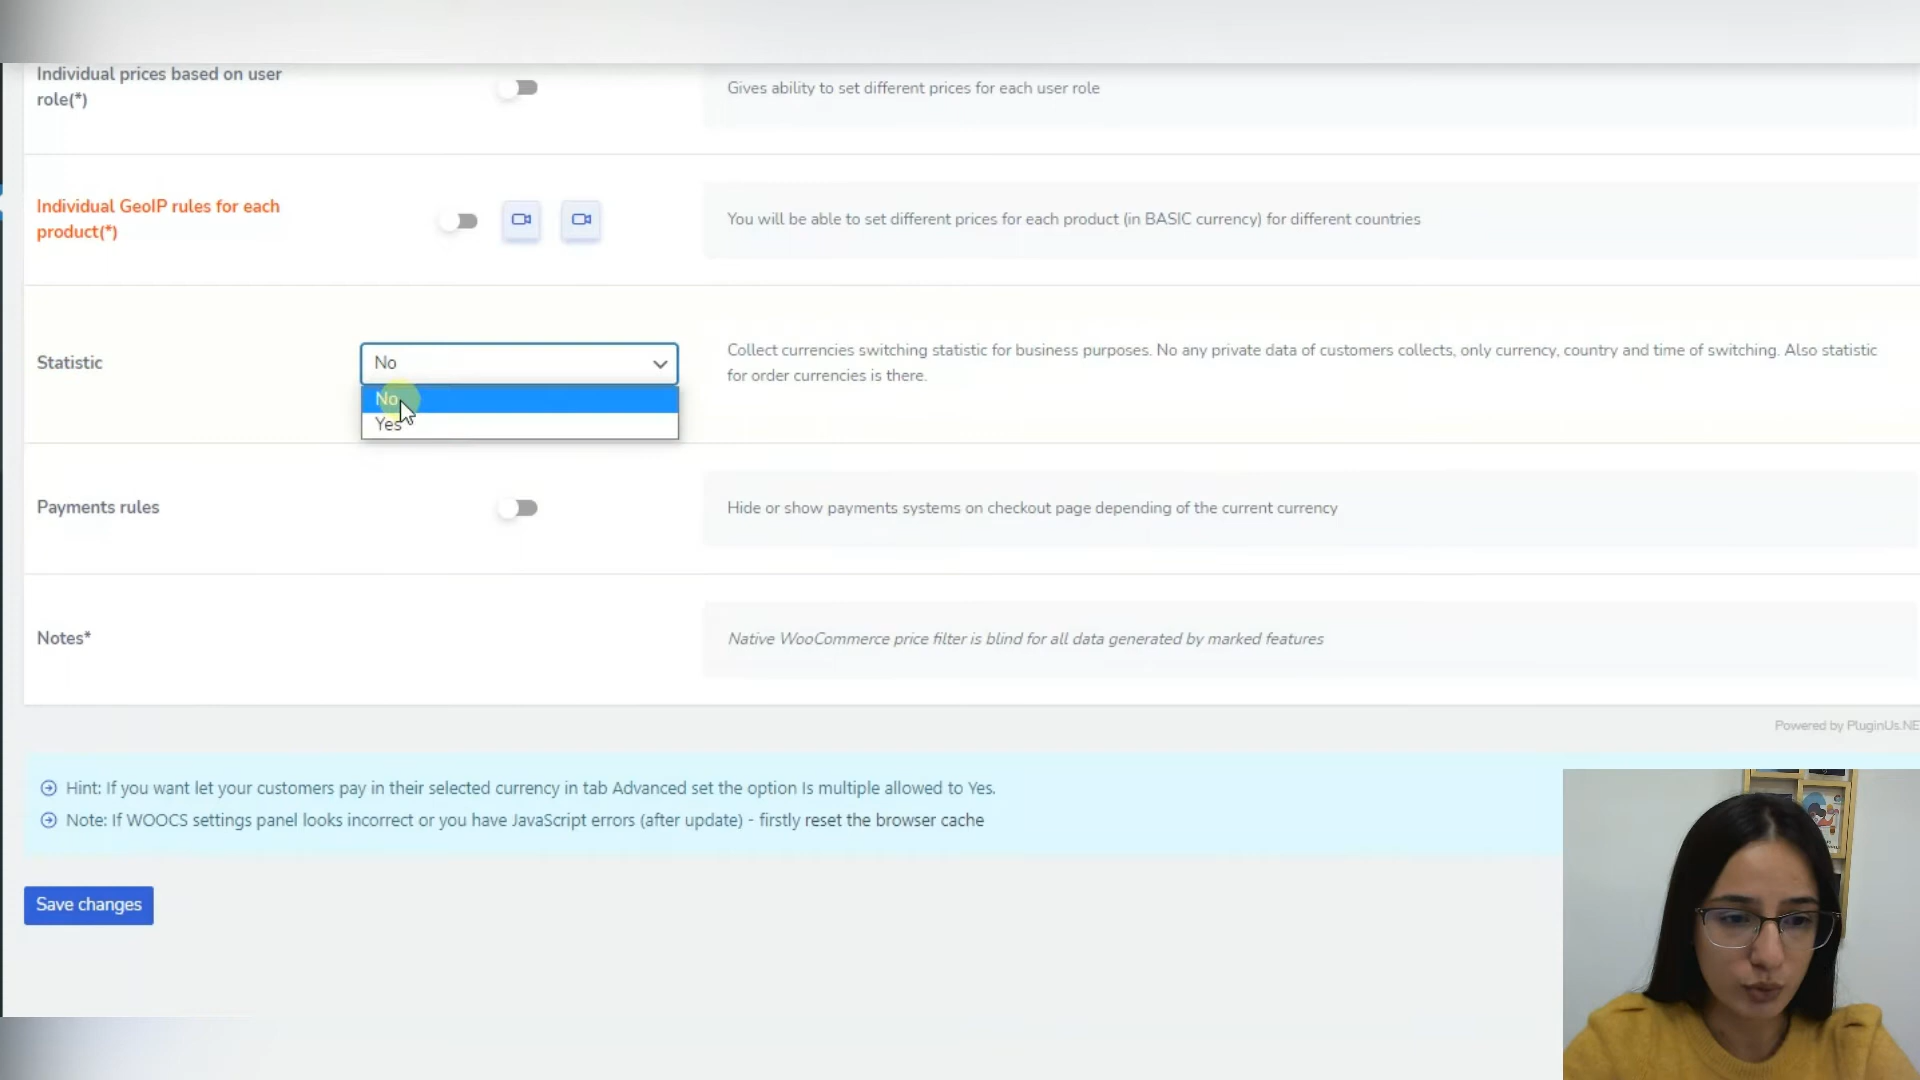 Individual prices based on user
role(*)
Gives ability to set different prices for each user role
Individual GeoIP rules for each
product(*)
You will be able to set different prices for each product (in BASIC currency) for different countries
Statistic
No
No
Yes
Collect currencies switching statistic for business purposes. No any private data of customers collects, only currency, country and time of switching. Also statistic
for order currencies is there.
Payments rules
Hide or show payments systems on checkout page depending of the current currency
Notes*
Native WooCommerce price filter is blind for all data generated by marked features
Powered by PluginUs.NE
Hint: If you want let your customers pay in their selected currency in tab Advanced set the option Is multiple allowed to Yes.
Note: If WOOCS settings panel looks incorrect or you have JavaScript errors (after update) - firstly reset the browser cache
Save changes